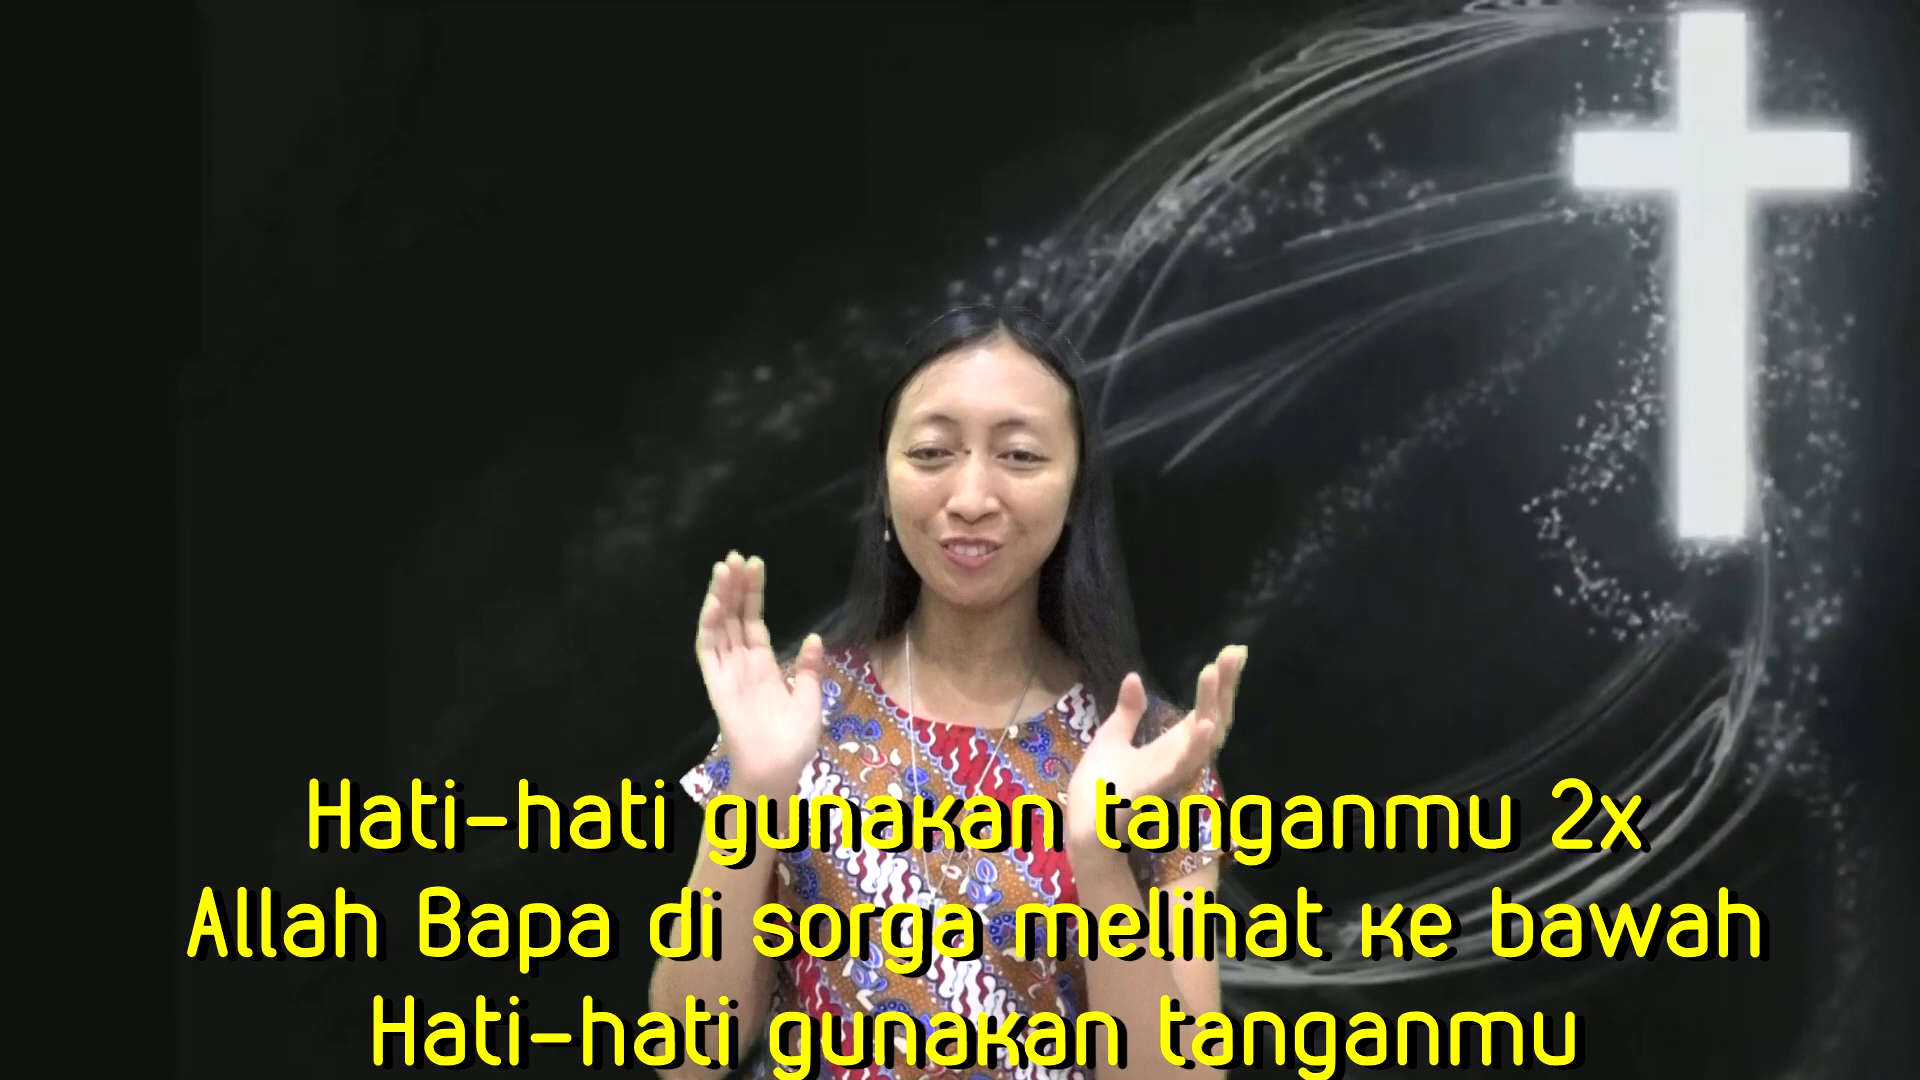 Hati-hati gunakan tanganmu 2x
Allah Bapa di sorga melihat ke bawah
Hati-hati gunakan tanganmu